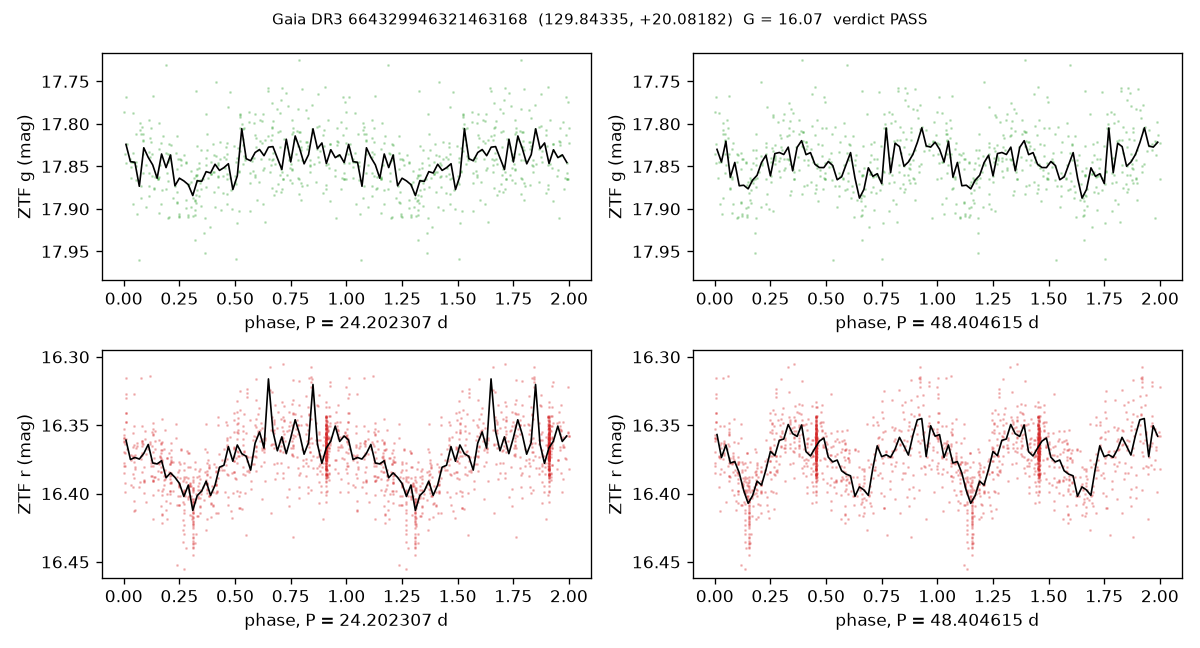 Gaia DR3 664329946321463168 (129.84335, +20.08182) G = 16.07 verdict PASS
ZTF g (mag)
17.75
17.80
17.85
17.90
17.95
0.00 0.25 0.50 0.75 1.00 1.25 1.50 1.75 2.00
phase, P = 24.202307 d
ZTF g (mag)
17.75
17.80
17.85
17.90
17.95
0.00 0.25 0.50 0.75 1.00 1.25 1.50 1.75 2.00
phase, P = 48.404615 d
ZTF r (mag)
16.30
16.35
16.40
16.45
0.00 0.25 0.50 0.75 1.00 1.25 1.50 1.75 2.00
phase, P = 24.202307 d
ZTF r (mag)
16.30
16.35
16.40
16.45
0.00 0.25 0.50 0.75 1.00 1.25 1.50 1.75 2.00
phase, P = 48.404615 d